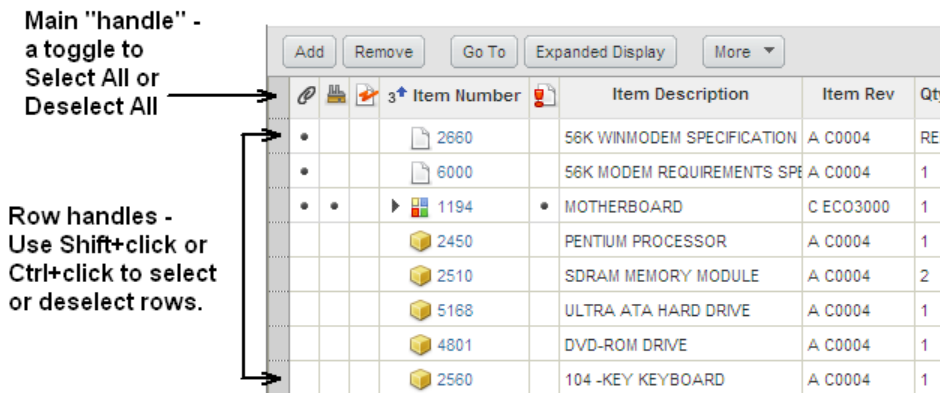 Main "handle" -
a toggle to
Select All or
Deselect All
Row handles -
Use Shift+click or
Ctrl+click to select
or deselect rows.
Add Remove Go To Expanded Display More
3 Item Number Item Description Item Rev Qty
2660 56K WINMODEM SPECIFICATION A C0004 RE
6000 56K MODEM REQUIREMENTS SPE A C0004 1
1194 MOTHERBOARD C ECO3000 1
2450 PENTIUM PROCESSOR A C0004 1
2510 SDRAM MEMORY MODULE A C0004 2
5168 ULTRA ATA HARD DRIVE A C0004 1
4801 DVD-ROM DRIVE A C0004 1
2560 104 -KEY KEYBOARD A C0004 1